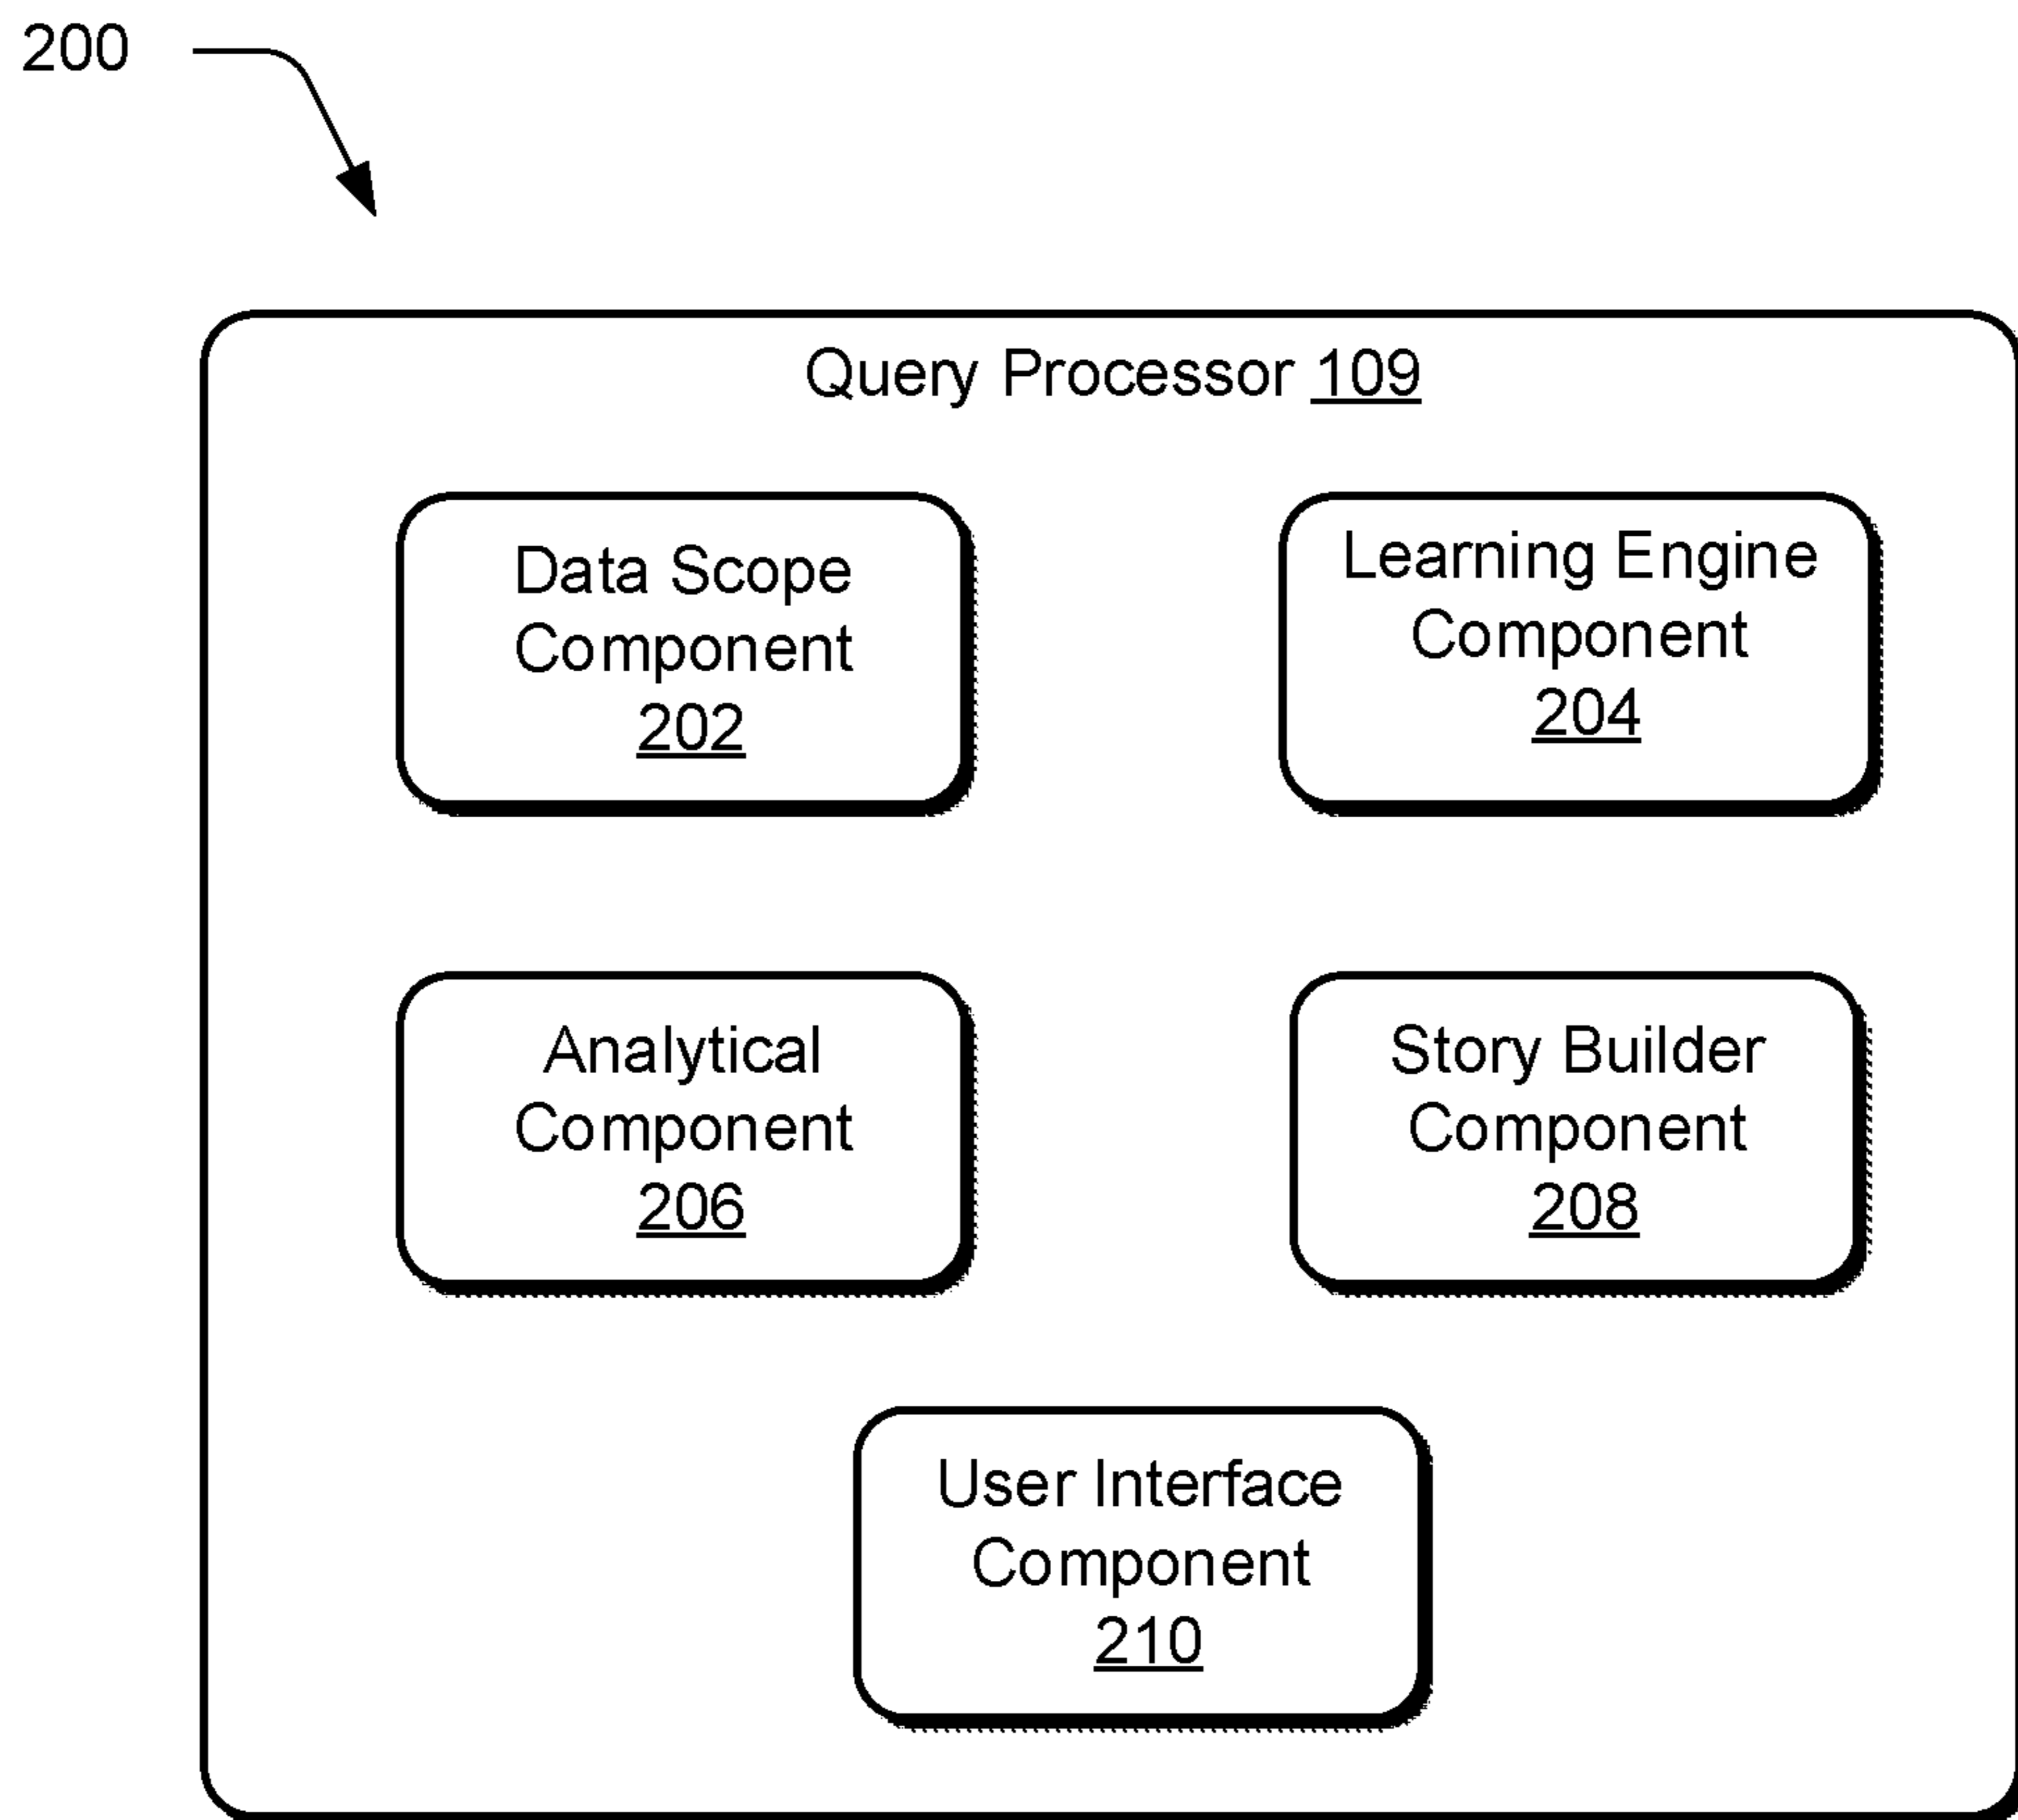 200
Query Processor 109
Data Scope
Component
202
Learning Engine
Component
204
Analytical
Component
206
Story Builder
Component
208
User Interface
Component
210